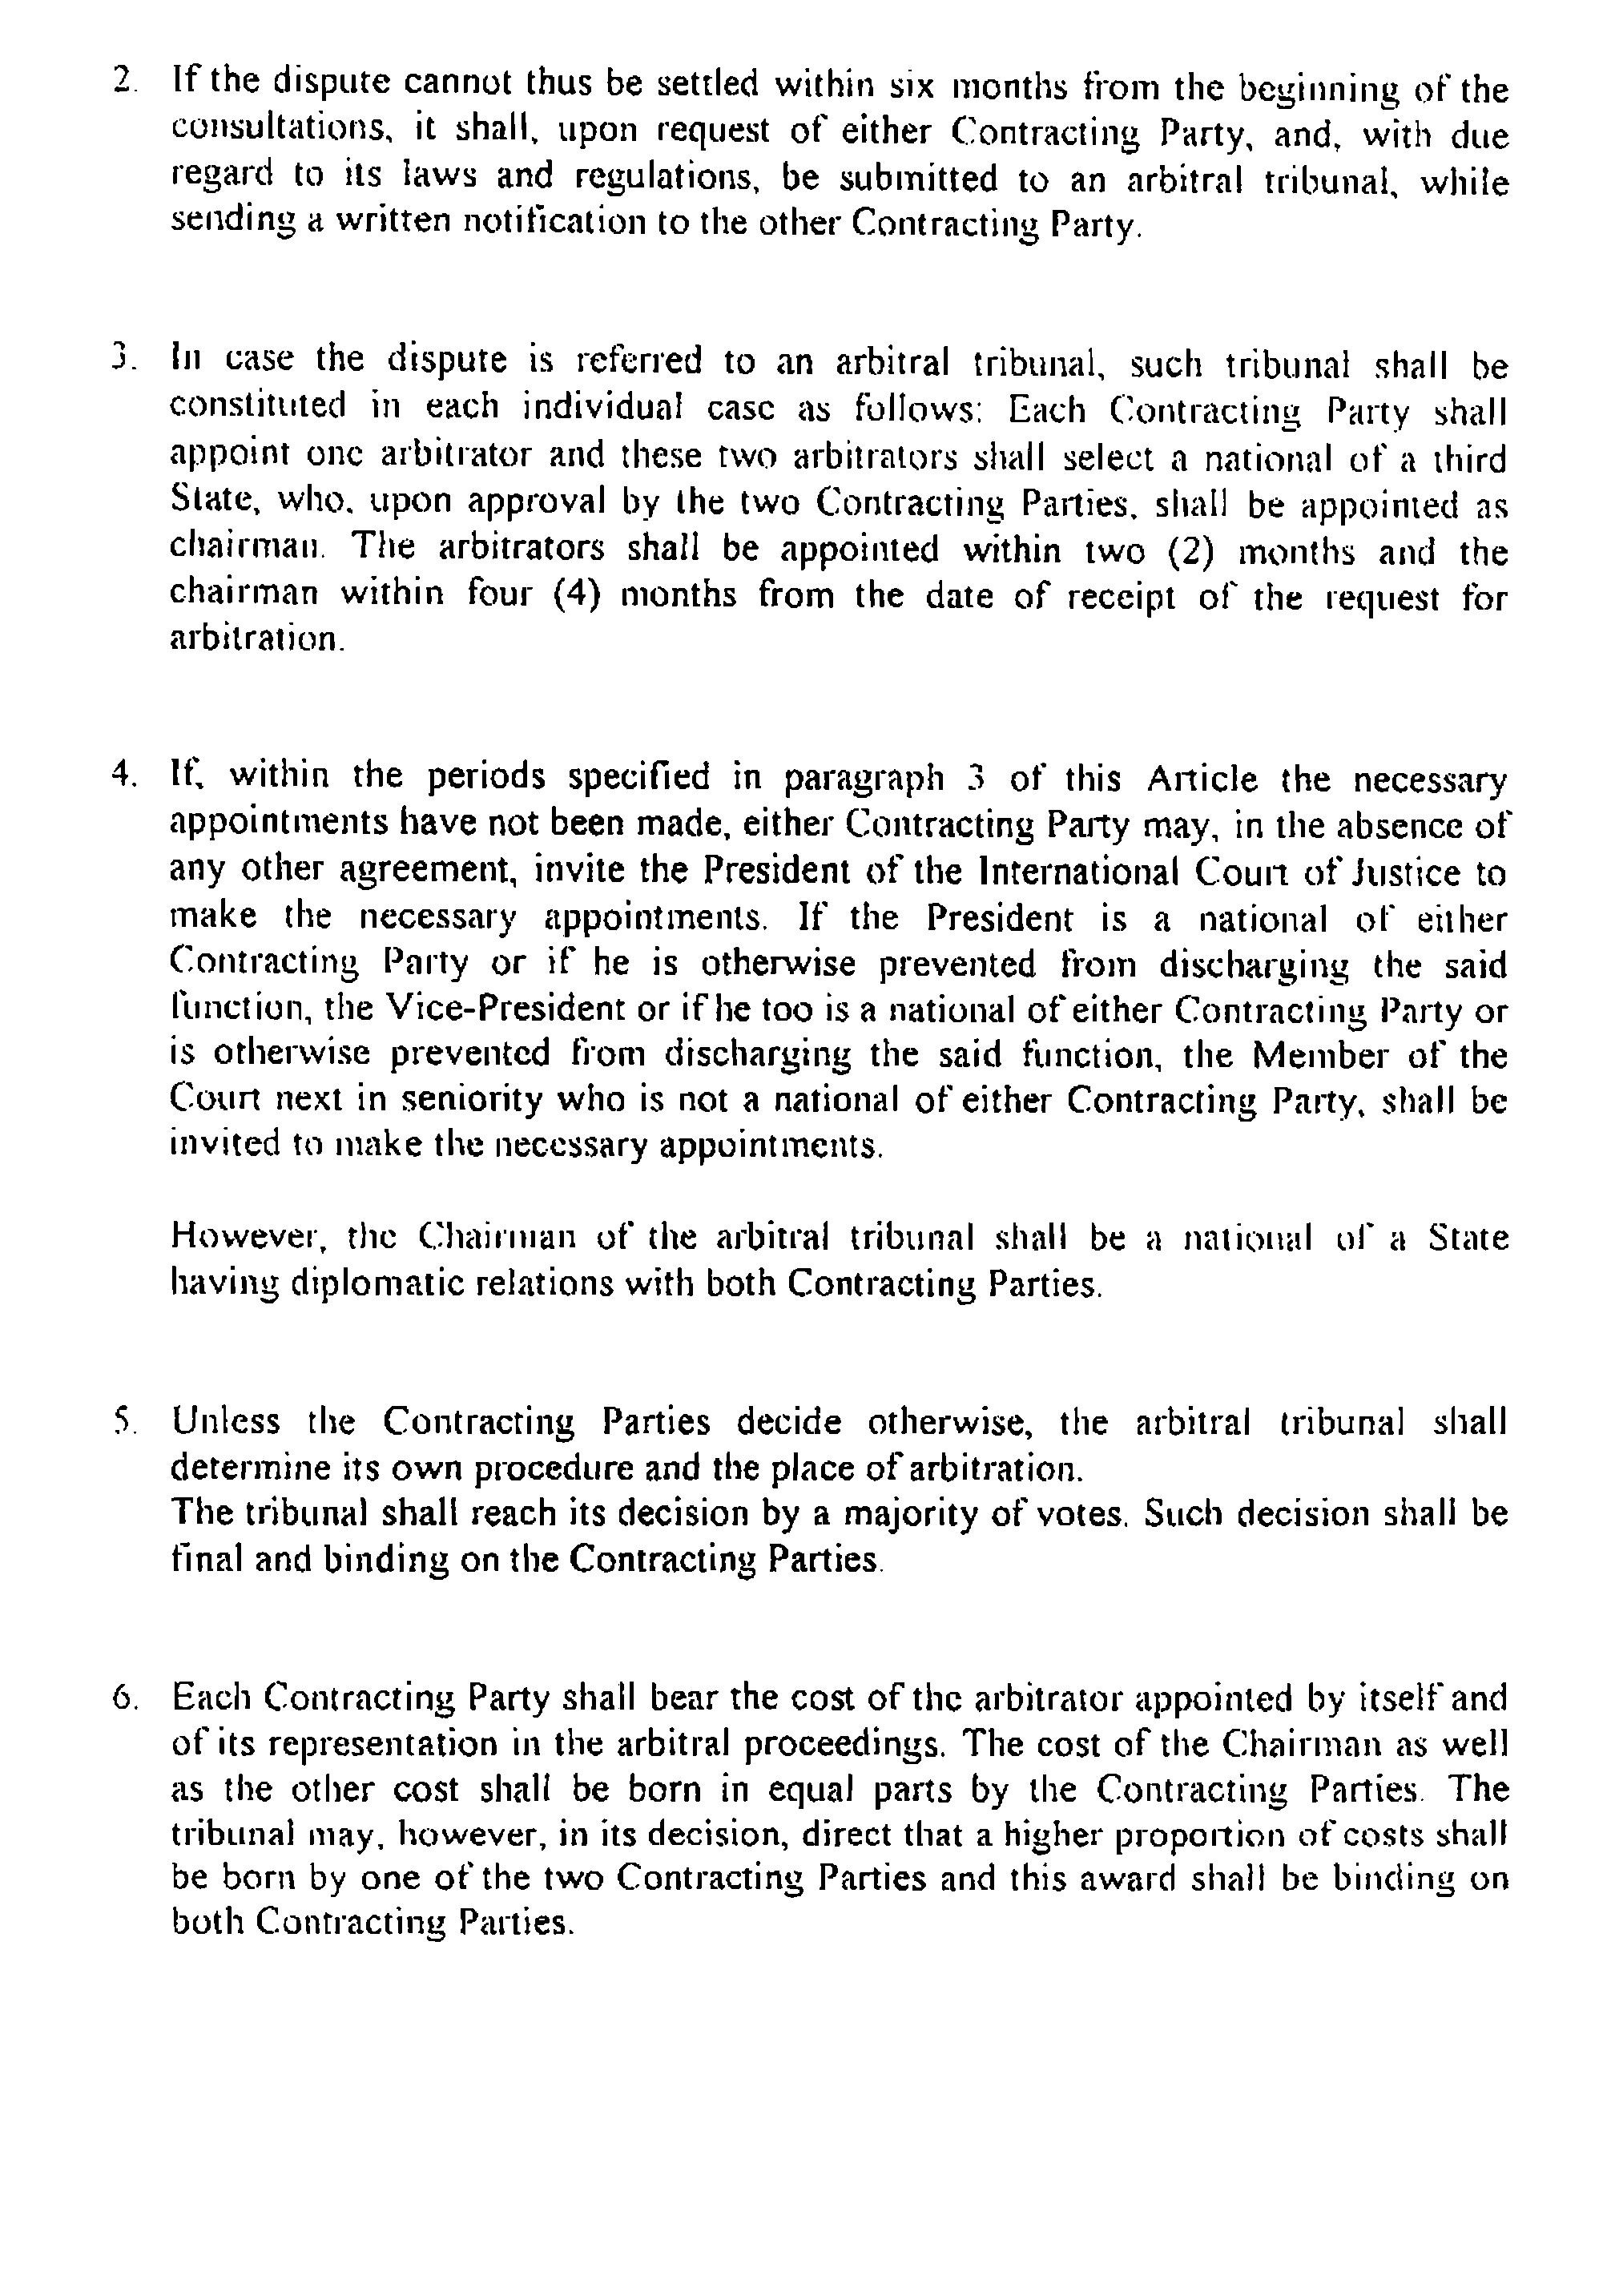 2. If the dispute cannot thus be settled within six months from the beginning of the
consultations, it shall, upon request of either Contracting Party, and, with due
regard to its laws and regulations, be submitted to an arbitral tribunal, while
sending a written notification to the other Contracting Party.
3. In case the dispute is referred to an arbitral tribunal, such tribunal shall be
constituted in each individual case as follows: Each Contracting Party shall
appoint one arbitrator and these two arbitrators shall select a national of a third
State, who, upon approval by the two Contracting Parties, shall be appointed as
chairman. The arbitrators shall be appointed within two (2) months and the
chairman within four (4) months from the date of receipt of the request for
arbitration.
4. If, within the periods specified in paragraph 3 of this Article the necessary
appointments have not been made, either Contracting Party may, in the absence of
any other agreement, invite the President of the International Court of Justice to
make the necessary appointments. If the President is a national of either
Contracting Party or if he is otherwise prevented from discharging the said
function, the Vice-President or if he too is a national of either Contracting Party or
is otherwise prevented from discharging the said function, the Member of the
Court next in seniority who is not a national of either Contracting Party, shall be
invited to make the necessary appointments.
However, the Chairman of the arbitral tribunal shall be a national of a State
having diplomatic relations with both Contracting Parties.
5. Unless the Contracting Parties decide otherwise, the arbitral tribunal shall
determine its own procedure and the place of arbitration.
The tribunal shall reach its decision by a majority of votes. Such decision shall be
final and binding on the Contracting Parties.
6. Each Contracting Party shall bear the cost of the arbitrator appointed by itself and
of its representation in the arbitral proceedings. The cost of the Chairman as well
as the other cost shall be born in equal parts by the Contracting Parties. The
tribunal may, however, in its decision, direct that a higher proportion of costs shall
be born by one of the two Contracting Parties and this award shall be binding on
both Contracting Parties.